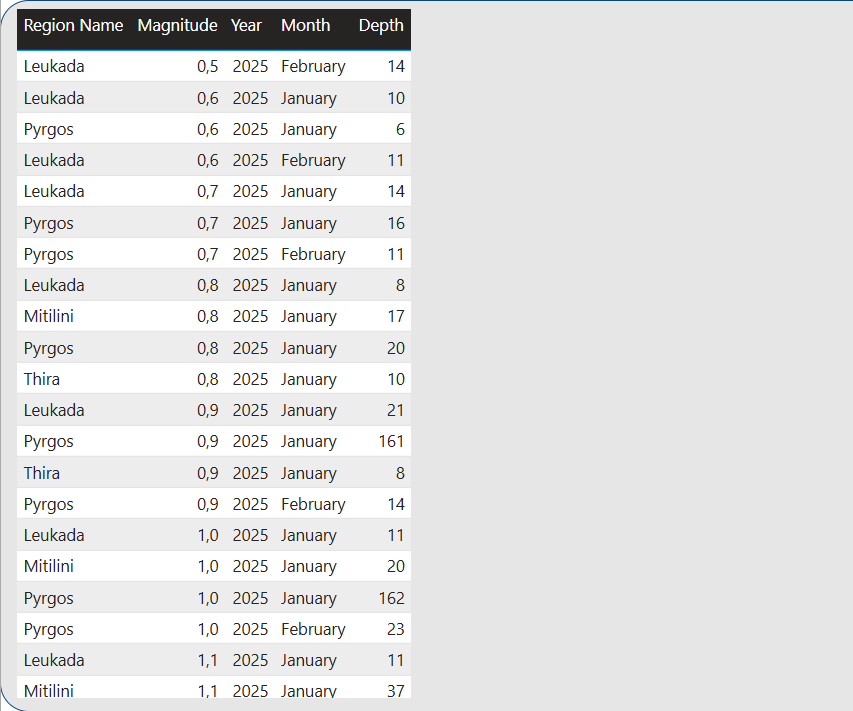 Region Name Magnitude Year Month Depth
Leukada 0,5 2025 February 14
Leukada 0,6 2025 January 10
Pyrgos 0,6 2025 January 6
Leukada 0,6 2025 February 11
Leukada 0,7 2025 January 14
Pyrgos 0,7 2025 January 16
Pyrgos 0,7 2025 February 11
Leukada 0,8 2025 January 8
Mitilini 0,8 2025 January 17
Pyrgos 0,8 2025 January 20
Thira 0,8 2025 January 10
Leukada 0,9 2025 January 21
Pyrgos 0,9 2025 January 161
Thira 0,9 2025 January 8
Pyrgos 0,9 2025 February 14
Leukada 1,0 2025 January 11
Mitilini 1,0 2025 January 20
Pyrgos 1,0 2025 January 162
Pyrgos 1,0 2025 February 23
Leukada 1,1 2025 January 11
Mitilini 1,1 2025 January 37